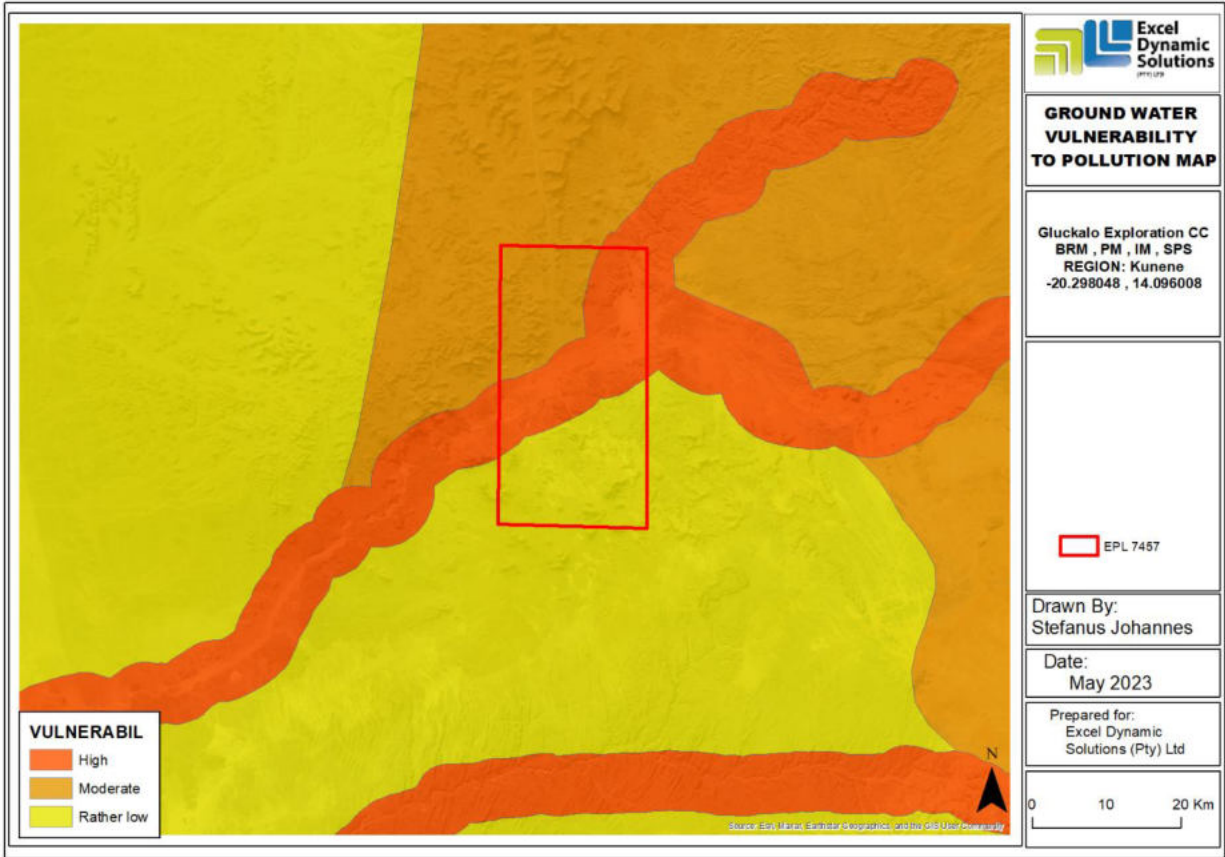 Excel
Dynamic
Solutions
(PTY) LTD
GROUND WATER
VULNERABILITY
TO POLLUTION MAP
Gluckalo Exploration CC
BRM , PM , IM , SPS
REGION: Kunene
-20.298048 , 14.096008
EPL 7457
Drawn By:
Stefanus Johannes
Date:
May 2023
Prepared for:
Excel Dynamic
Solutions (Pty) Ltd
0 10 20 Km
N
VULNERABIL
High
Moderate
Rather low
Source: Esri, Maxar, Earthstar Geographics, and the GIS User Community